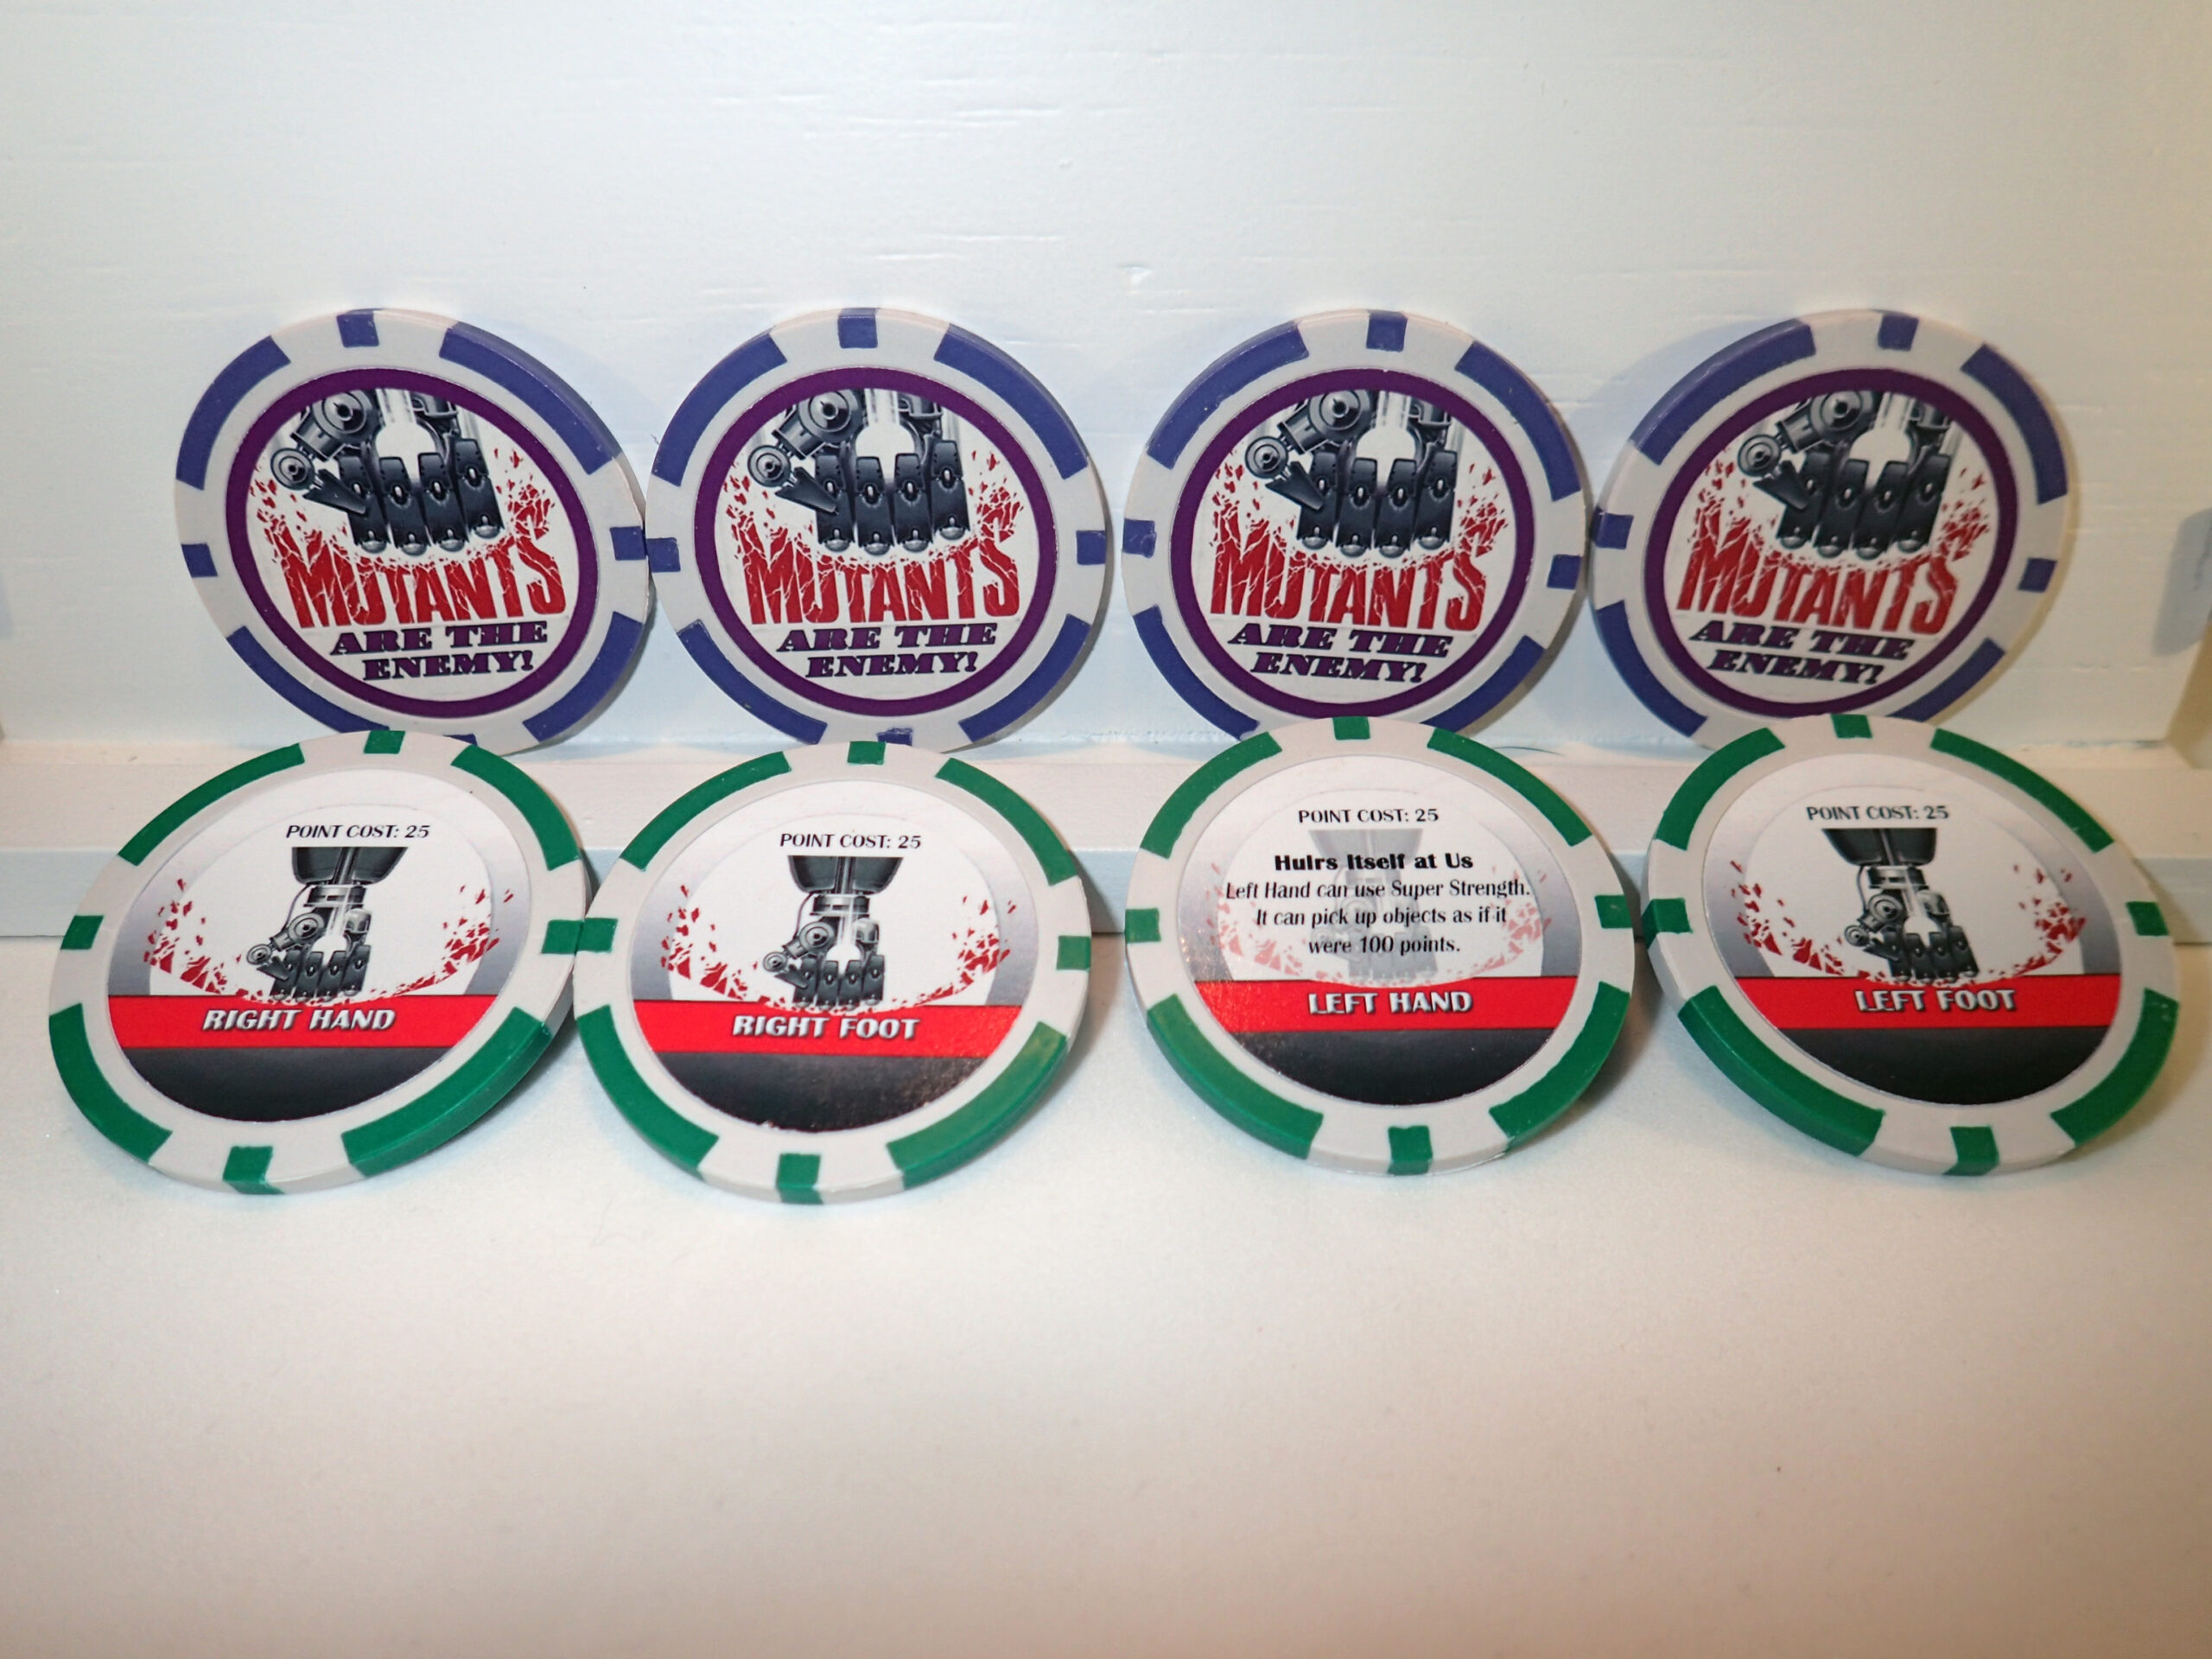 MUTANTS
ARE THE
ENEMY!
MUTANTS
ARE THE
ENEMY!
MUTANTS
ARE THE
ENEMY!
MUTANTS
ARE THE
ENEMY!
POINT COST: 25
RIGHT HAND
POINT COST: 25
RIGHT FOOT
POINT COST: 25
Hulrs Itself at Us
Left Hand can use Super Strength.
It can pick up objects as if it
were 100 points.
LEFT HAND
POINT COST: 25
LEFT FOOT